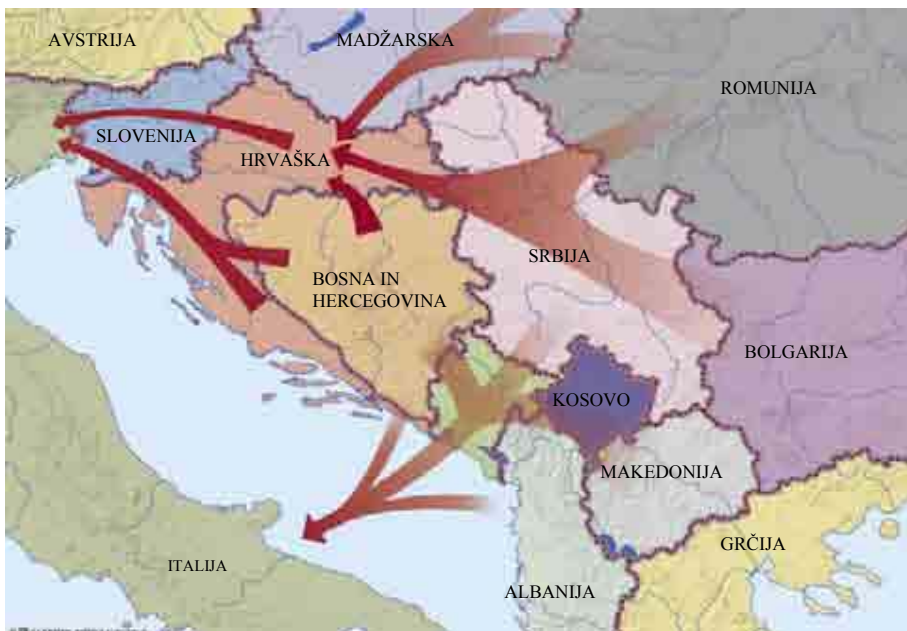 AVSTRIJA
MADŽARSKA
ROMUNIJA
SLOVENIJA
HRVAŠKA
SRBIJA
BOSNA IN
HERCEGOVINA
BOLGARIJA
KOSOVO
MAKEDONIJA
GRČIJA
ITALIJA
ALBANIJA